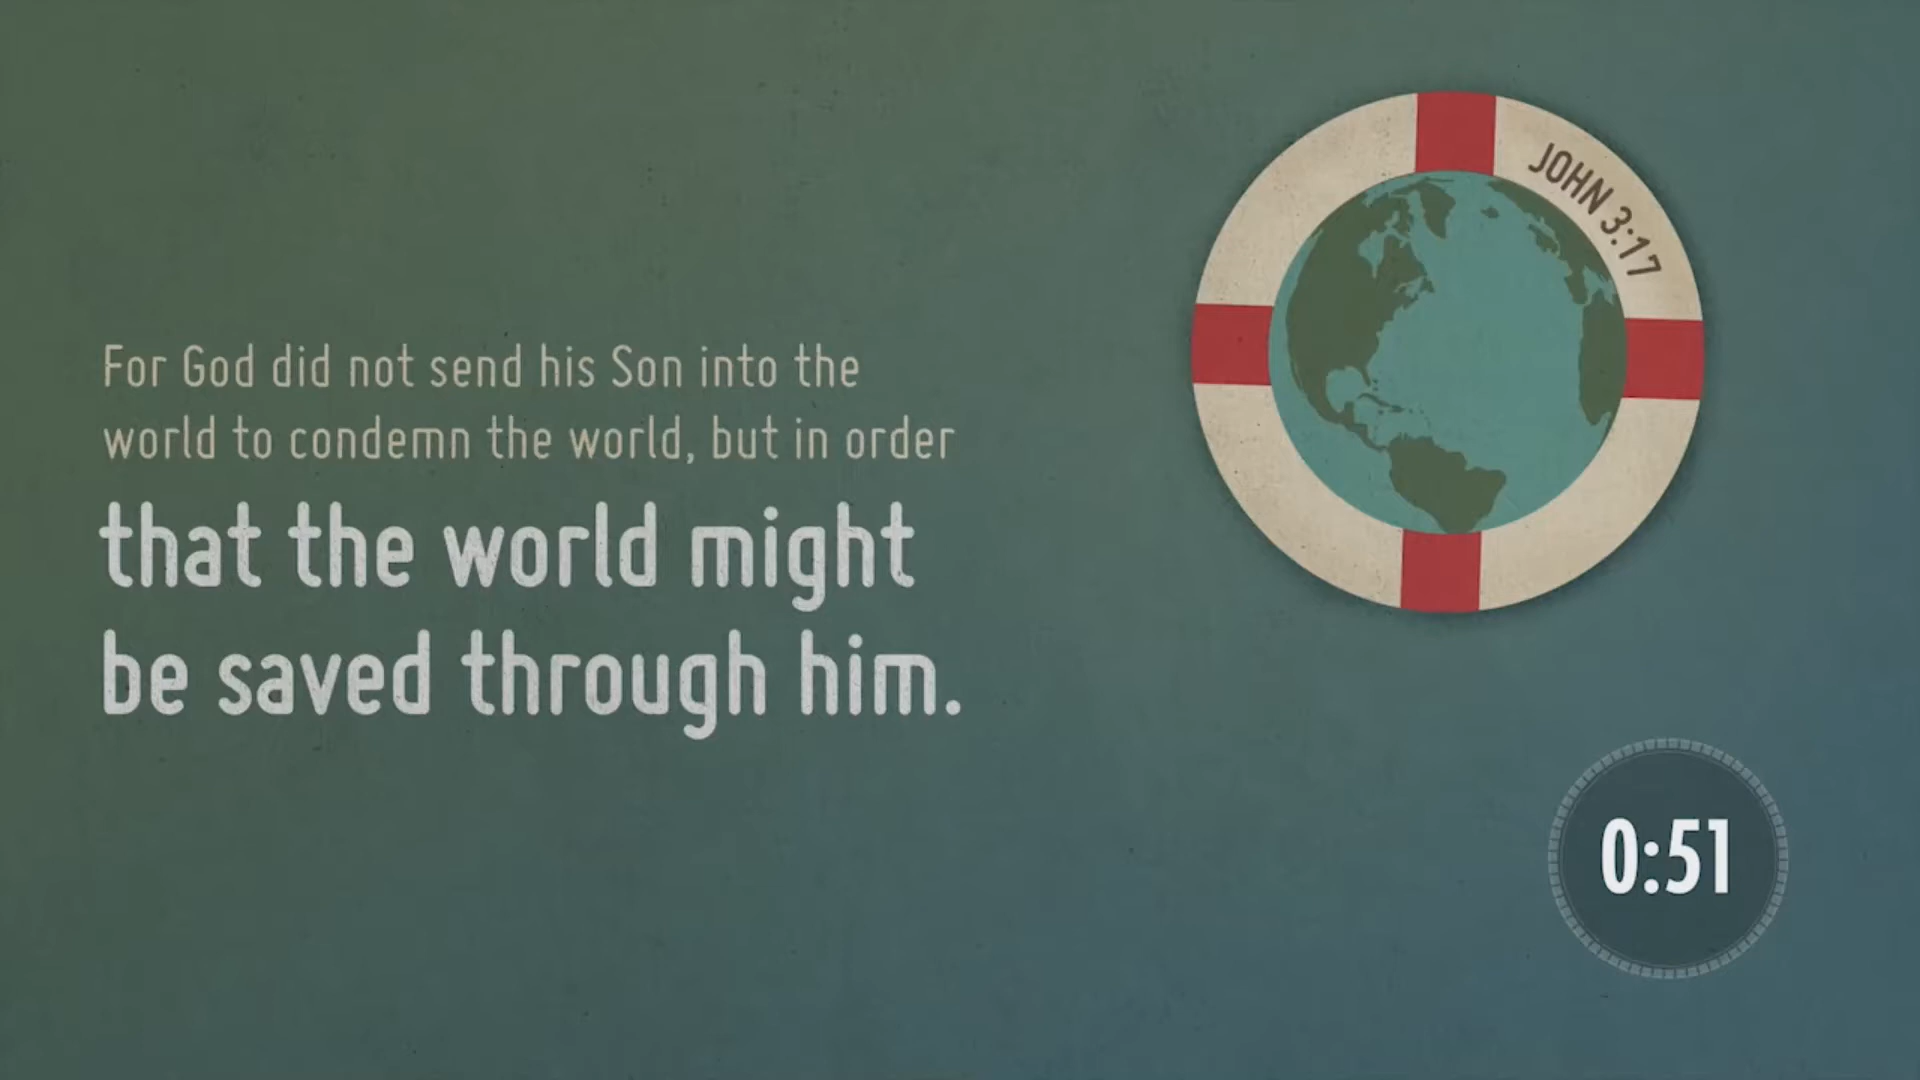 For God did not send his Son into the
world to condemn the world, but in order
that the world might
be saved through him.
JOHN 3:17
0:51